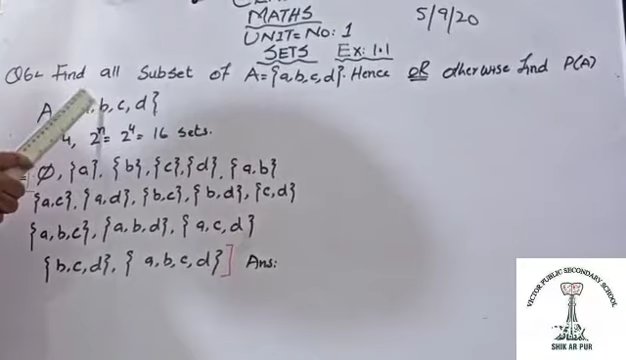 MATHS
5/9/20
UNIT= No: 1
SETS Ex: 1.1
Q6= Find all Subset of A={a,b,c,d}. Hence OR otherwise find P(A)
A b, c, d}
4, 2ⁿ= 2⁴= 16 sets.
Ø, {a}, {b}, {c}, {d}, {a,b}
{a,c}, {a,d}, {b,c}, {b,d}, {c,d}
{a,b,c}, {a,b,d}, {a,c,d}
{b,c,d}, {a,b,c,d}] Ans:
VICTOR PUBLIC SECONDARY SCHOOL
SHIKARPUR